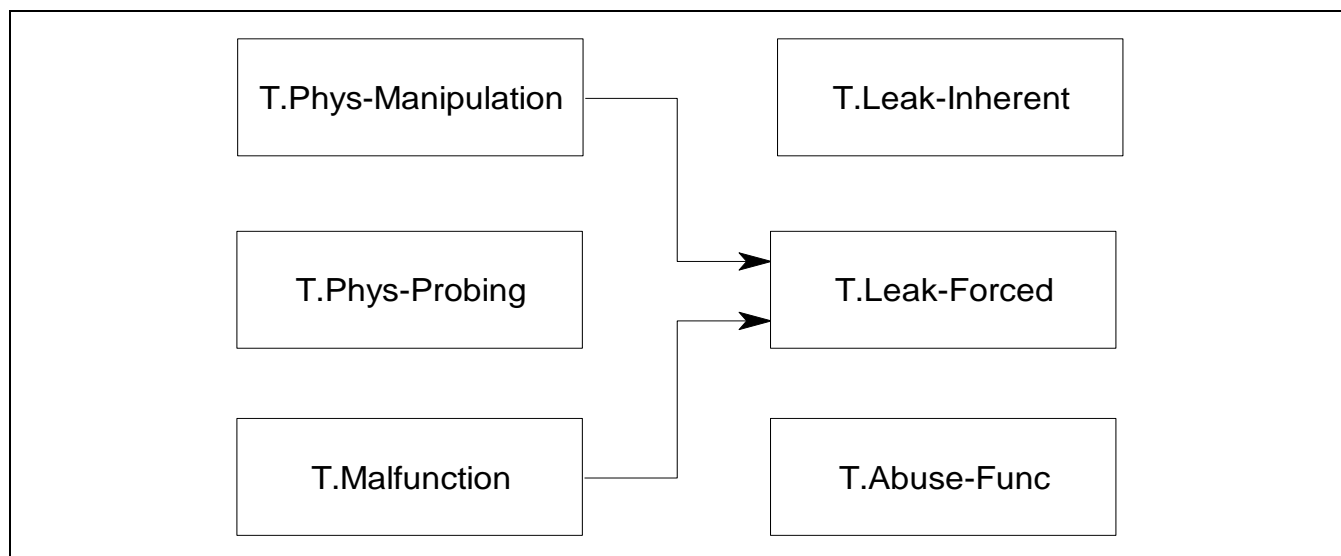 T.Phys-Manipulation
T.Leak-Inherent
T.Phys-Probing
T.Leak-Forced
T.Malfunction
T.Abuse-Func